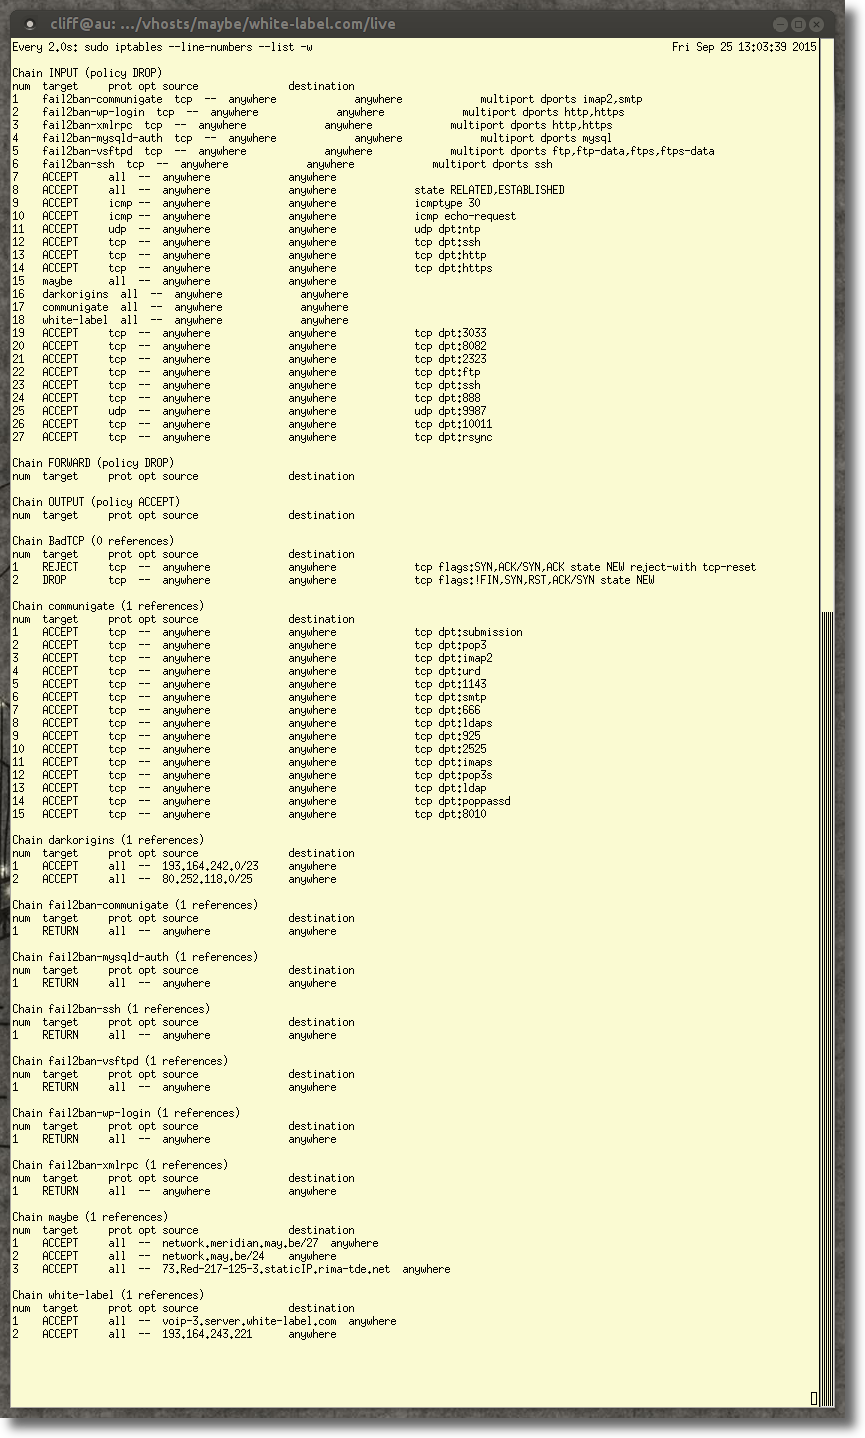 cliff@au: .../vhosts/maybe/white-label.com/live
Every 2.0s: sudo iptables --line-numbers --list -w Fri Sep 25 13:03:39 2015
Chain INPUT (policy DROP)
num target prot opt source destination
1 fail2ban-communigate tcp -- anywhere anywhere multiport dports imap2,smtp
2 fail2ban-wp-login tcp -- anywhere anywhere multiport dports http,https
3 fail2ban-xmlrpc tcp -- anywhere anywhere multiport dports http,https
4 fail2ban-mysqld-auth tcp -- anywhere anywhere multiport dports mysql
5 fail2ban-vsftpd tcp -- anywhere anywhere multiport dports ftp,ftp-data,ftps,ftps-data
6 fail2ban-ssh tcp -- anywhere anywhere multiport dports ssh
7 ACCEPT all -- anywhere anywhere
8 ACCEPT all -- anywhere anywhere state RELATED,ESTABLISHED
9 ACCEPT icmp -- anywhere anywhere icmptype 30
10 ACCEPT icmp -- anywhere anywhere icmp echo-request
11 ACCEPT udp -- anywhere anywhere udp dpt:ntp
12 ACCEPT tcp -- anywhere anywhere tcp dpt:ssh
13 ACCEPT tcp -- anywhere anywhere tcp dpt:http
14 ACCEPT tcp -- anywhere anywhere tcp dpt:https
15 maybe all -- anywhere anywhere
16 darkorigins all -- anywhere anywhere
17 communigate all -- anywhere anywhere
18 white-label all -- anywhere anywhere
19 ACCEPT tcp -- anywhere anywhere tcp dpt:3033
20 ACCEPT tcp -- anywhere anywhere tcp dpt:8082
21 ACCEPT tcp -- anywhere anywhere tcp dpt:2323
22 ACCEPT tcp -- anywhere anywhere tcp dpt:ftp
23 ACCEPT tcp -- anywhere anywhere tcp dpt:ssh
24 ACCEPT tcp -- anywhere anywhere tcp dpt:888
25 ACCEPT udp -- anywhere anywhere udp dpt:9987
26 ACCEPT tcp -- anywhere anywhere tcp dpt:10011
27 ACCEPT tcp -- anywhere anywhere tcp dpt:rsync
Chain FORWARD (policy DROP)
num target prot opt source destination
Chain OUTPUT (policy ACCEPT)
num target prot opt source destination
Chain BadTCP (0 references)
num target prot opt source destination
1 REJECT tcp -- anywhere anywhere tcp flags:SYN,ACK/SYN,ACK state NEW reject-with tcp-reset
2 DROP tcp -- anywhere anywhere tcp flags:!FIN,SYN,RST,ACK/SYN state NEW
Chain communigate (1 references)
num target prot opt source destination
1 ACCEPT tcp -- anywhere anywhere tcp dpt:submission
2 ACCEPT tcp -- anywhere anywhere tcp dpt:pop3
3 ACCEPT tcp -- anywhere anywhere tcp dpt:imap2
4 ACCEPT tcp -- anywhere anywhere tcp dpt:urd
5 ACCEPT tcp -- anywhere anywhere tcp dpt:1143
6 ACCEPT tcp -- anywhere anywhere tcp dpt:smtp
7 ACCEPT tcp -- anywhere anywhere tcp dpt:666
8 ACCEPT tcp -- anywhere anywhere tcp dpt:ldaps
9 ACCEPT tcp -- anywhere anywhere tcp dpt:925
10 ACCEPT tcp -- anywhere anywhere tcp dpt:2525
11 ACCEPT tcp -- anywhere anywhere tcp dpt:imaps
12 ACCEPT tcp -- anywhere anywhere tcp dpt:pop3s
13 ACCEPT tcp -- anywhere anywhere tcp dpt:ldap
14 ACCEPT tcp -- anywhere anywhere tcp dpt:poppassd
15 ACCEPT tcp -- anywhere anywhere tcp dpt:8010
Chain darkorigins (1 references)
num target prot opt source destination
1 ACCEPT all -- 193.164.242.0/23 anywhere
2 ACCEPT all -- 80.252.118.0/25 anywhere
Chain fail2ban-communigate (1 references)
num target prot opt source destination
1 RETURN all -- anywhere anywhere
Chain fail2ban-mysqld-auth (1 references)
num target prot opt source destination
1 RETURN all -- anywhere anywhere
Chain fail2ban-ssh (1 references)
num target prot opt source destination
1 RETURN all -- anywhere anywhere
Chain fail2ban-vsftpd (1 references)
num target prot opt source destination
1 RETURN all -- anywhere anywhere
Chain fail2ban-wp-login (1 references)
num target prot opt source destination
1 RETURN all -- anywhere anywhere
Chain fail2ban-xmlrpc (1 references)
num target prot opt source destination
1 RETURN all -- anywhere anywhere
Chain maybe (1 references)
num target prot opt source destination
1 ACCEPT all -- network.meridian.may.be/27 anywhere
2 ACCEPT all -- network.may.be/24 anywhere
3 ACCEPT all -- 73.Red-217-125-3.staticIP.rima-tde.net anywhere
Chain white-label (1 references)
num target prot opt source destination
1 ACCEPT all -- voip-3.server.white-label.com anywhere
2 ACCEPT all -- 193.164.243.221 anywhere